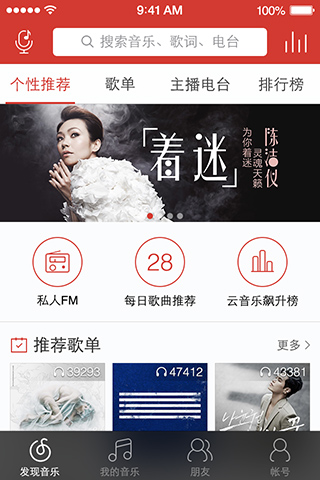 9:41 AM
100%
搜索音乐、歌词、电台
个性推荐
歌单
主播电台
排行榜
「着迷」
陈洁仪
灵魂天籁
为你着迷
28
私人FM
每日歌曲推荐
云音乐飙升榜
推荐歌单
更多
39293
47412
43381
发现音乐
我的音乐
朋友
帐号